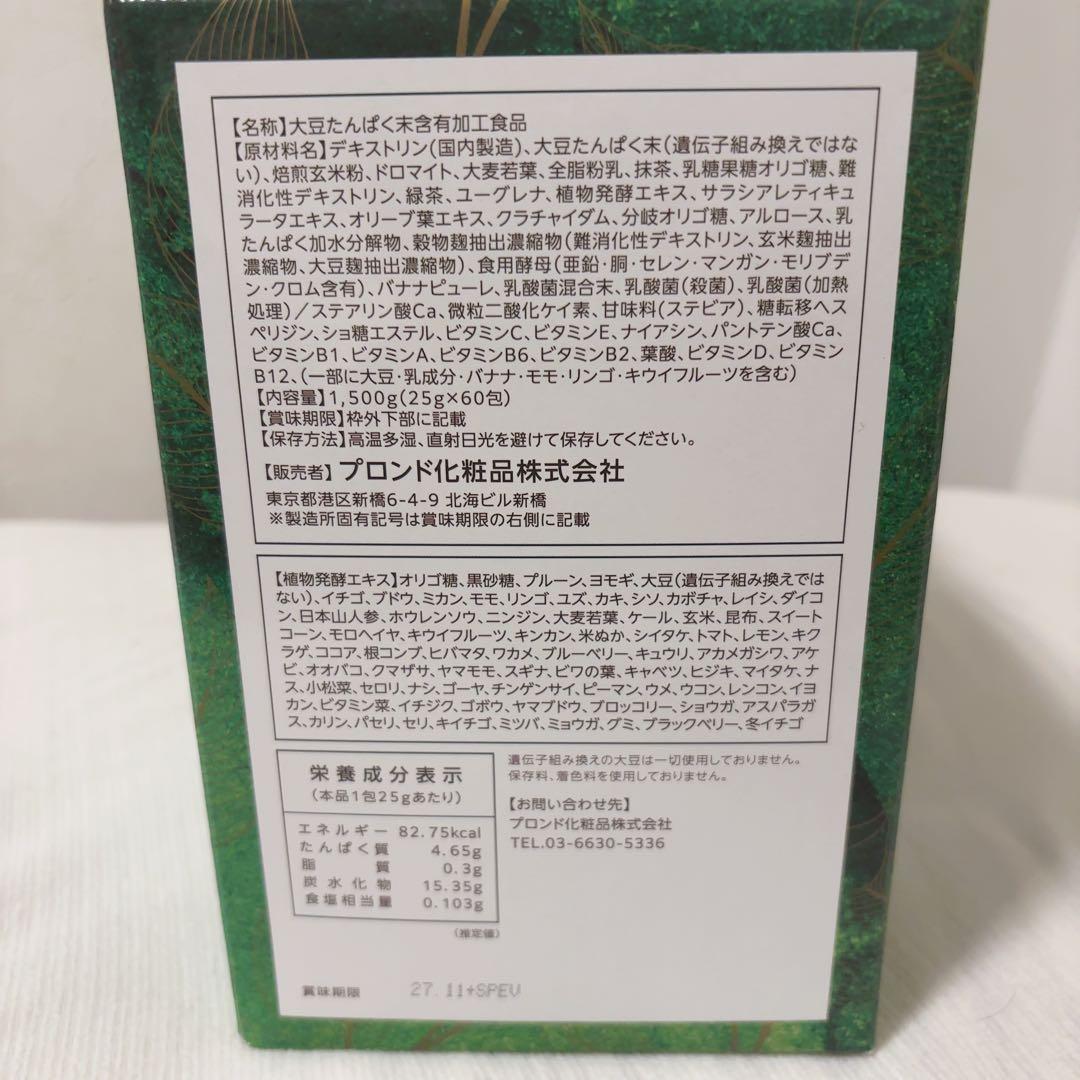 【名称】大豆たんぱく末含有加工食品
【原材料名】デキストリン(国内製造)、大豆たんぱく末(遺伝子組み換えではな
い)、焙煎玄米粉、ドロマイト、大麦若葉、全脂粉乳、抹茶、乳糖果糖オリゴ糖、難
消化性デキストリン、緑茶、ユーグレナ、植物発酵エキス、サラシアレティキュ
ラータエキス、オリーブ葉エキス、クラチャイダム、分岐オリゴ糖、アルロース、乳
たんぱく加水分解物、穀物麹抽出濃縮物(難消化性デキストリン、玄米麹抽出
濃縮物、大豆麹抽出濃縮物)、食用酵母(亜鉛・胴・セレン・マンガン・モリブデ
ン・クロム含有)、バナナピューレ、乳酸菌混合末、乳酸菌(殺菌)、乳酸菌(加熱
処理)/ステアリン酸Ca、微粒二酸化ケイ素、甘味料(ステビア)、糖転移ヘス
ペリジン、ショ糖エステル、ビタミンC、ビタミンE、ナイアシン、パントテン酸Ca、
ビタミンB1、ビタミンA、ビタミンB6、ビタミンB2、葉酸、ビタミンD、ビタミン
B12、(一部に大豆・乳成分・バナナ・モモ・リンゴ・キウイフルーツを含む)
【内容量】1,500g(25g×60包)
【賞味期限】枠外下部に記載
【保存方法】高温多湿、直射日光を避けて保存してください。
【販売者】プロンド化粧品株式会社
東京都港区新橋6-4-9 北海ビル新橋
※製造所固有記号は賞味期限の右側に記載
【植物発酵エキス】オリゴ糖、黒砂糖、プルーン、ヨモギ、大豆(遺伝子組み換えでは
ない)、イチゴ、ブドウ、ミカン、モモ、リンゴ、ユズ、カキ、シソ、カボチャ、レイシ、ダイコ
ン、日本山人参、ホウレンソウ、ニンジン、大麦若葉、ケール、玄米、昆布、スイート
コーン、モロヘイヤ、キウイフルーツ、キンカン、米ぬか、シイタケ、トマト、レモン、キク
ラゲ、ココア、根コンブ、ヒバマタ、ワカメ、ブルーベリー、キュウリ、アカメガシワ、アケ
ビ、オオバコ、クマザサ、ヤマモモ、スギナ、ビワの葉、キャベツ、ヒジキ、マイタケ、ナ
ス、小松菜、セロリ、ナシ、ゴーヤ、チンゲンサイ、ピーマン、ウメ、ウコン、レンコン、イヨ
カン、ビタミン菜、イチジク、ゴボウ、ヤマブドウ、ブロッコリー、ショウガ、アスパラガ
ス、カリン、パセリ、セリ、キイチゴ、ミツバ、ミョウガ、グミ、ブラックベリー、冬イチゴ
栄養成分表示
(本品1包25gあたり)
エネルギー 82.75kcal
たんぱく質 4.65g
脂質 0.3g
炭水化物 15.35g
食塩相当量 0.103g
(推定値)
遺伝子組み換えの大豆は一切使用しておりません。
保存料、着色料を使用しておりません。
【お問い合わせ先】
プロンド化粧品株式会社
TEL.03-6630-5336
賞味期限 27.11+SPEV